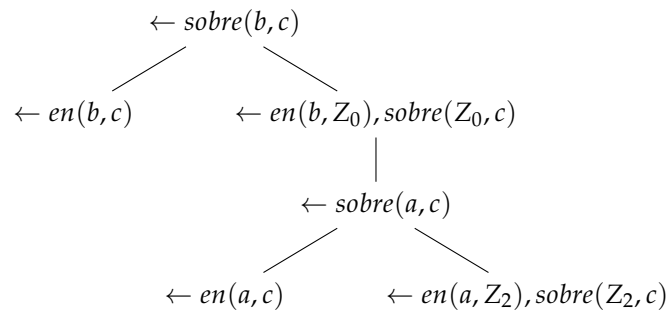 ← sobre(b, c)
← en(b, c) ← en(b, Z₀), sobre(Z₀, c)
← sobre(a, c)
← en(a, c) ← en(a, Z₂), sobre(Z₂, c)